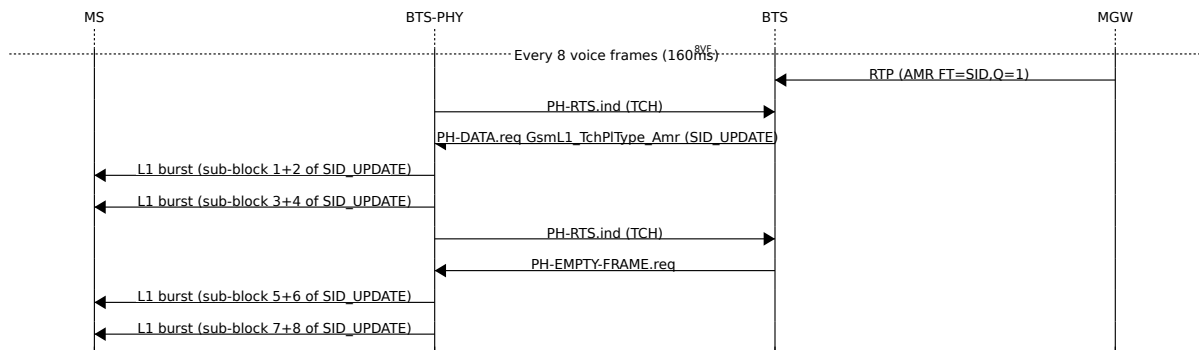 MS BTS-PHY BTS MGW
Every 8 voice frames (160ms) 8VF
RTP (AMR FT=SID,Q=1)
PH-RTS.ind (TCH)
PH-DATA.req GsmL1_TchPlType_Amr (SID_UPDATE)
L1 burst (sub-block 1+2 of SID_UPDATE)
L1 burst (sub-block 3+4 of SID_UPDATE)
PH-RTS.ind (TCH)
PH-EMPTY-FRAME.req
L1 burst (sub-block 5+6 of SID_UPDATE)
L1 burst (sub-block 7+8 of SID_UPDATE)